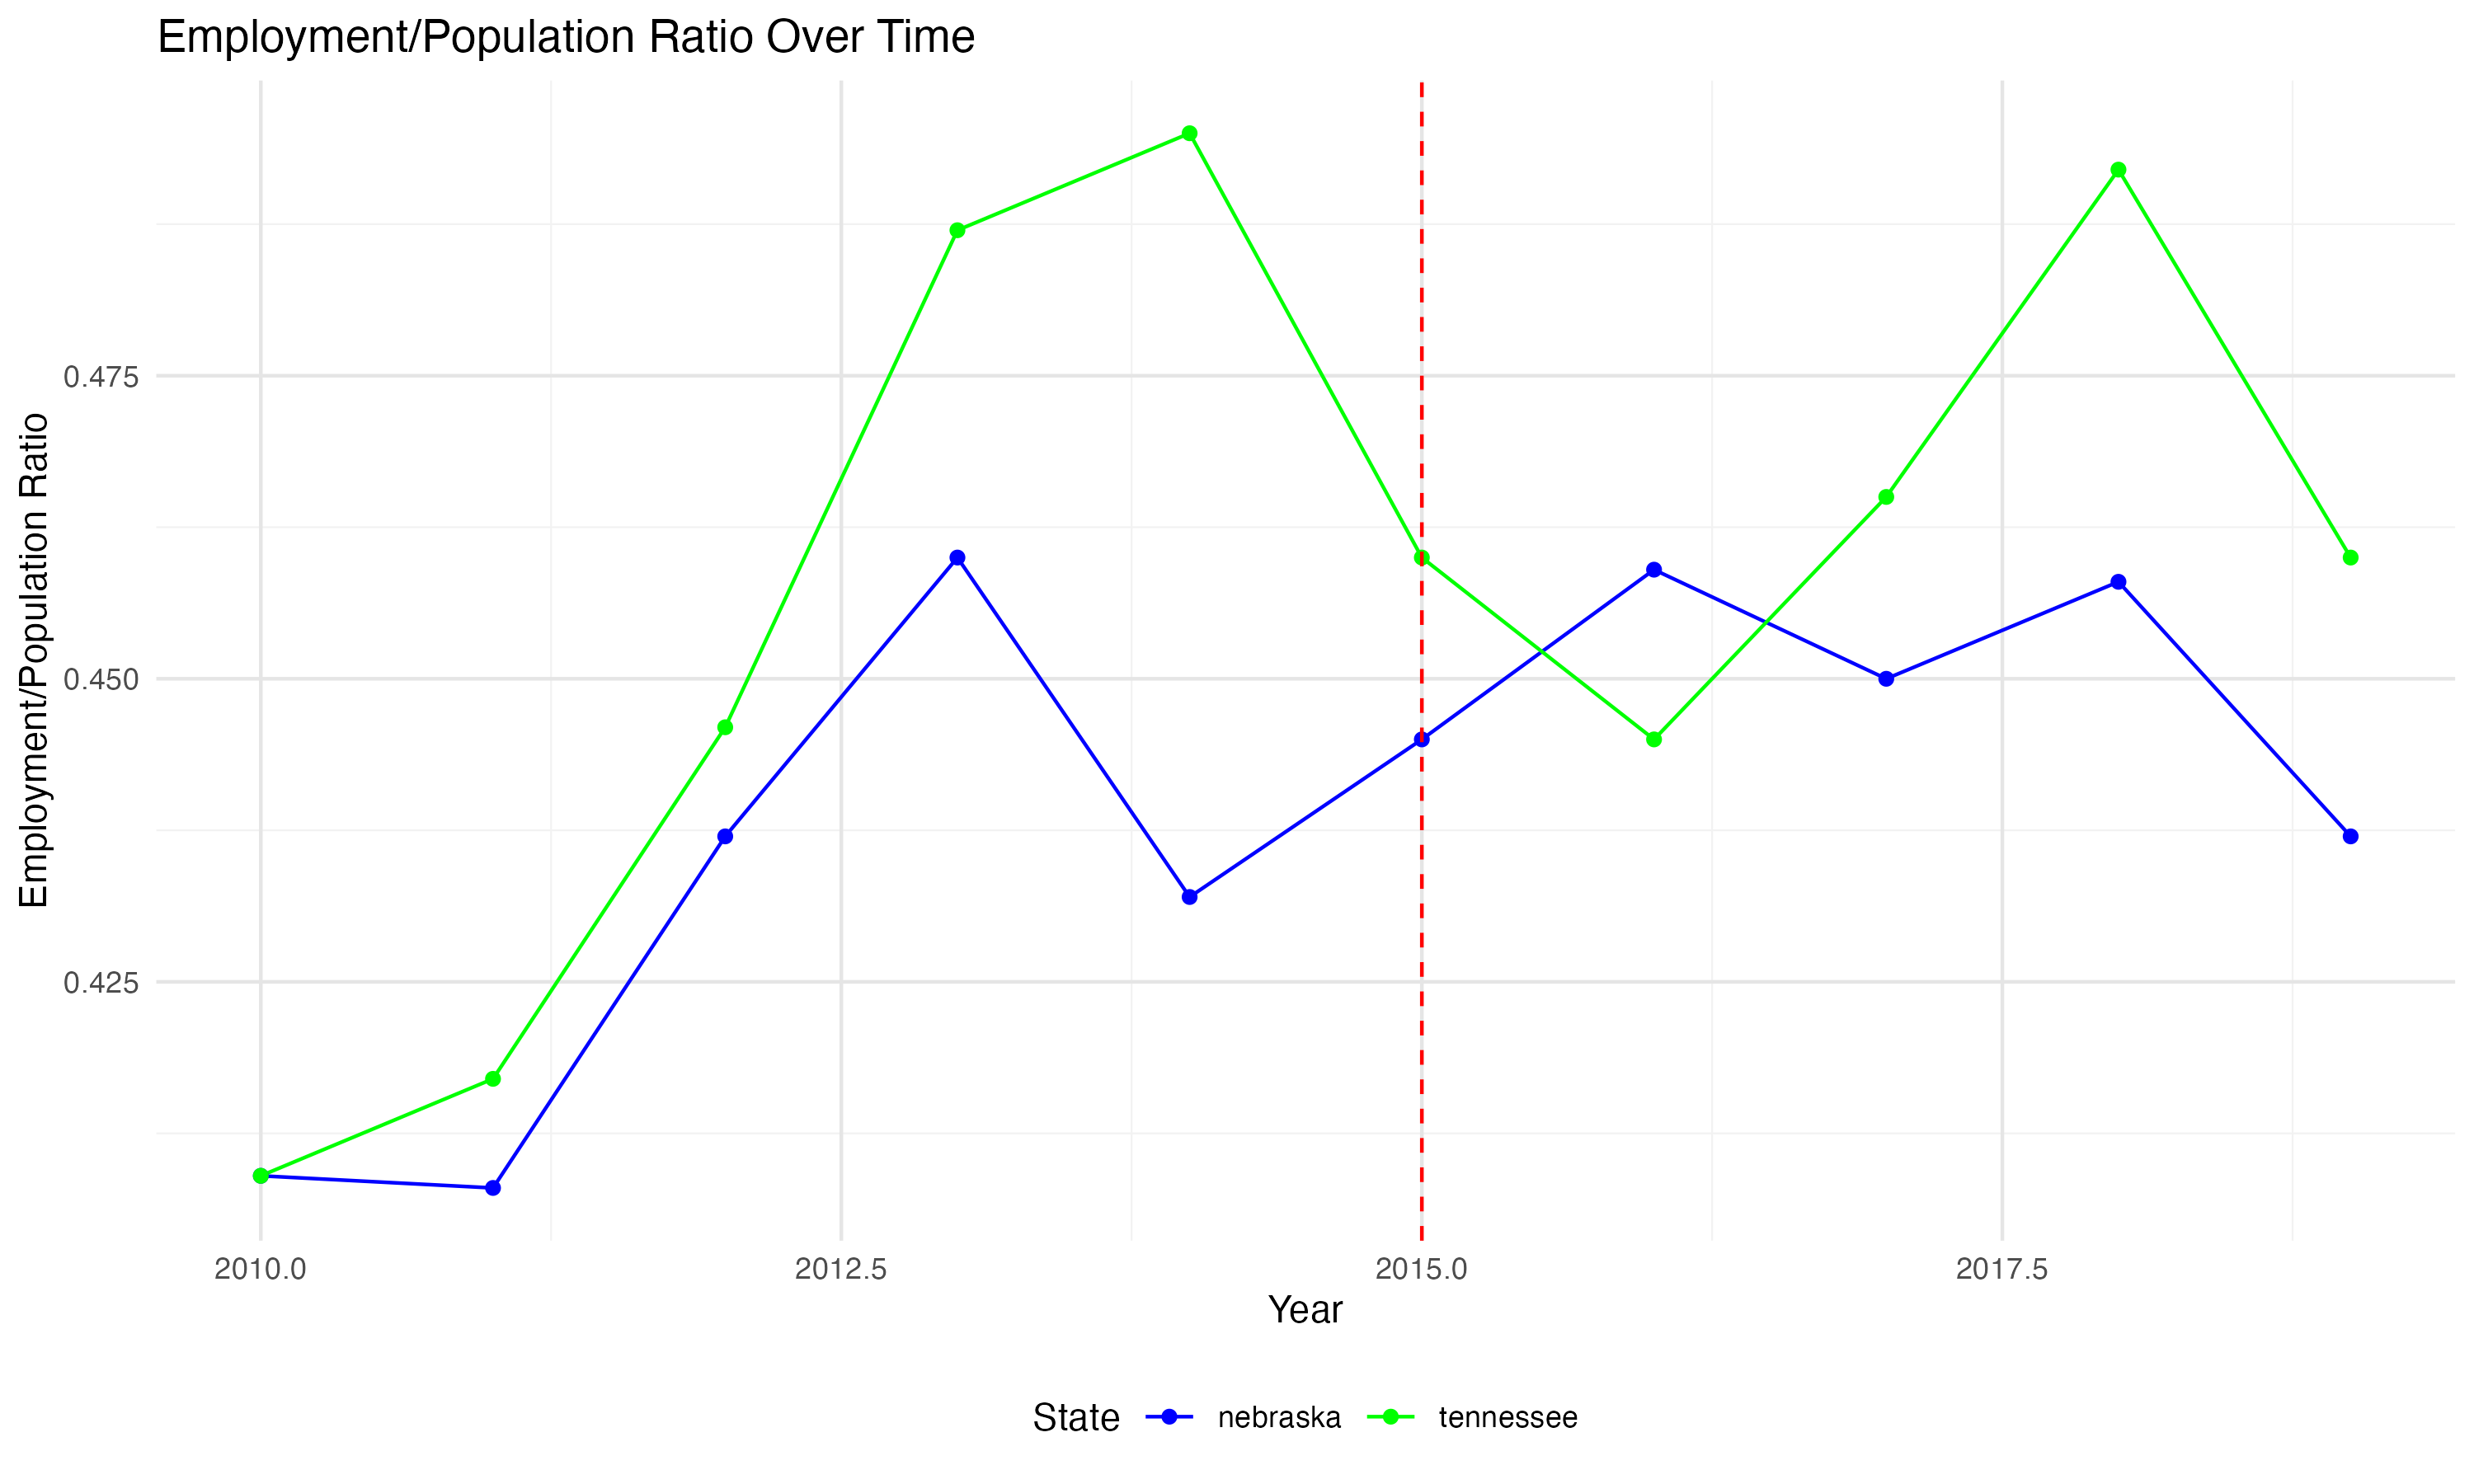 Employment/Population Ratio Over Time
Employment/Population Ratio
0.475
0.450
0.425
2010.0 2012.5 2015.0 2017.5
Year
State nebraska tennessee